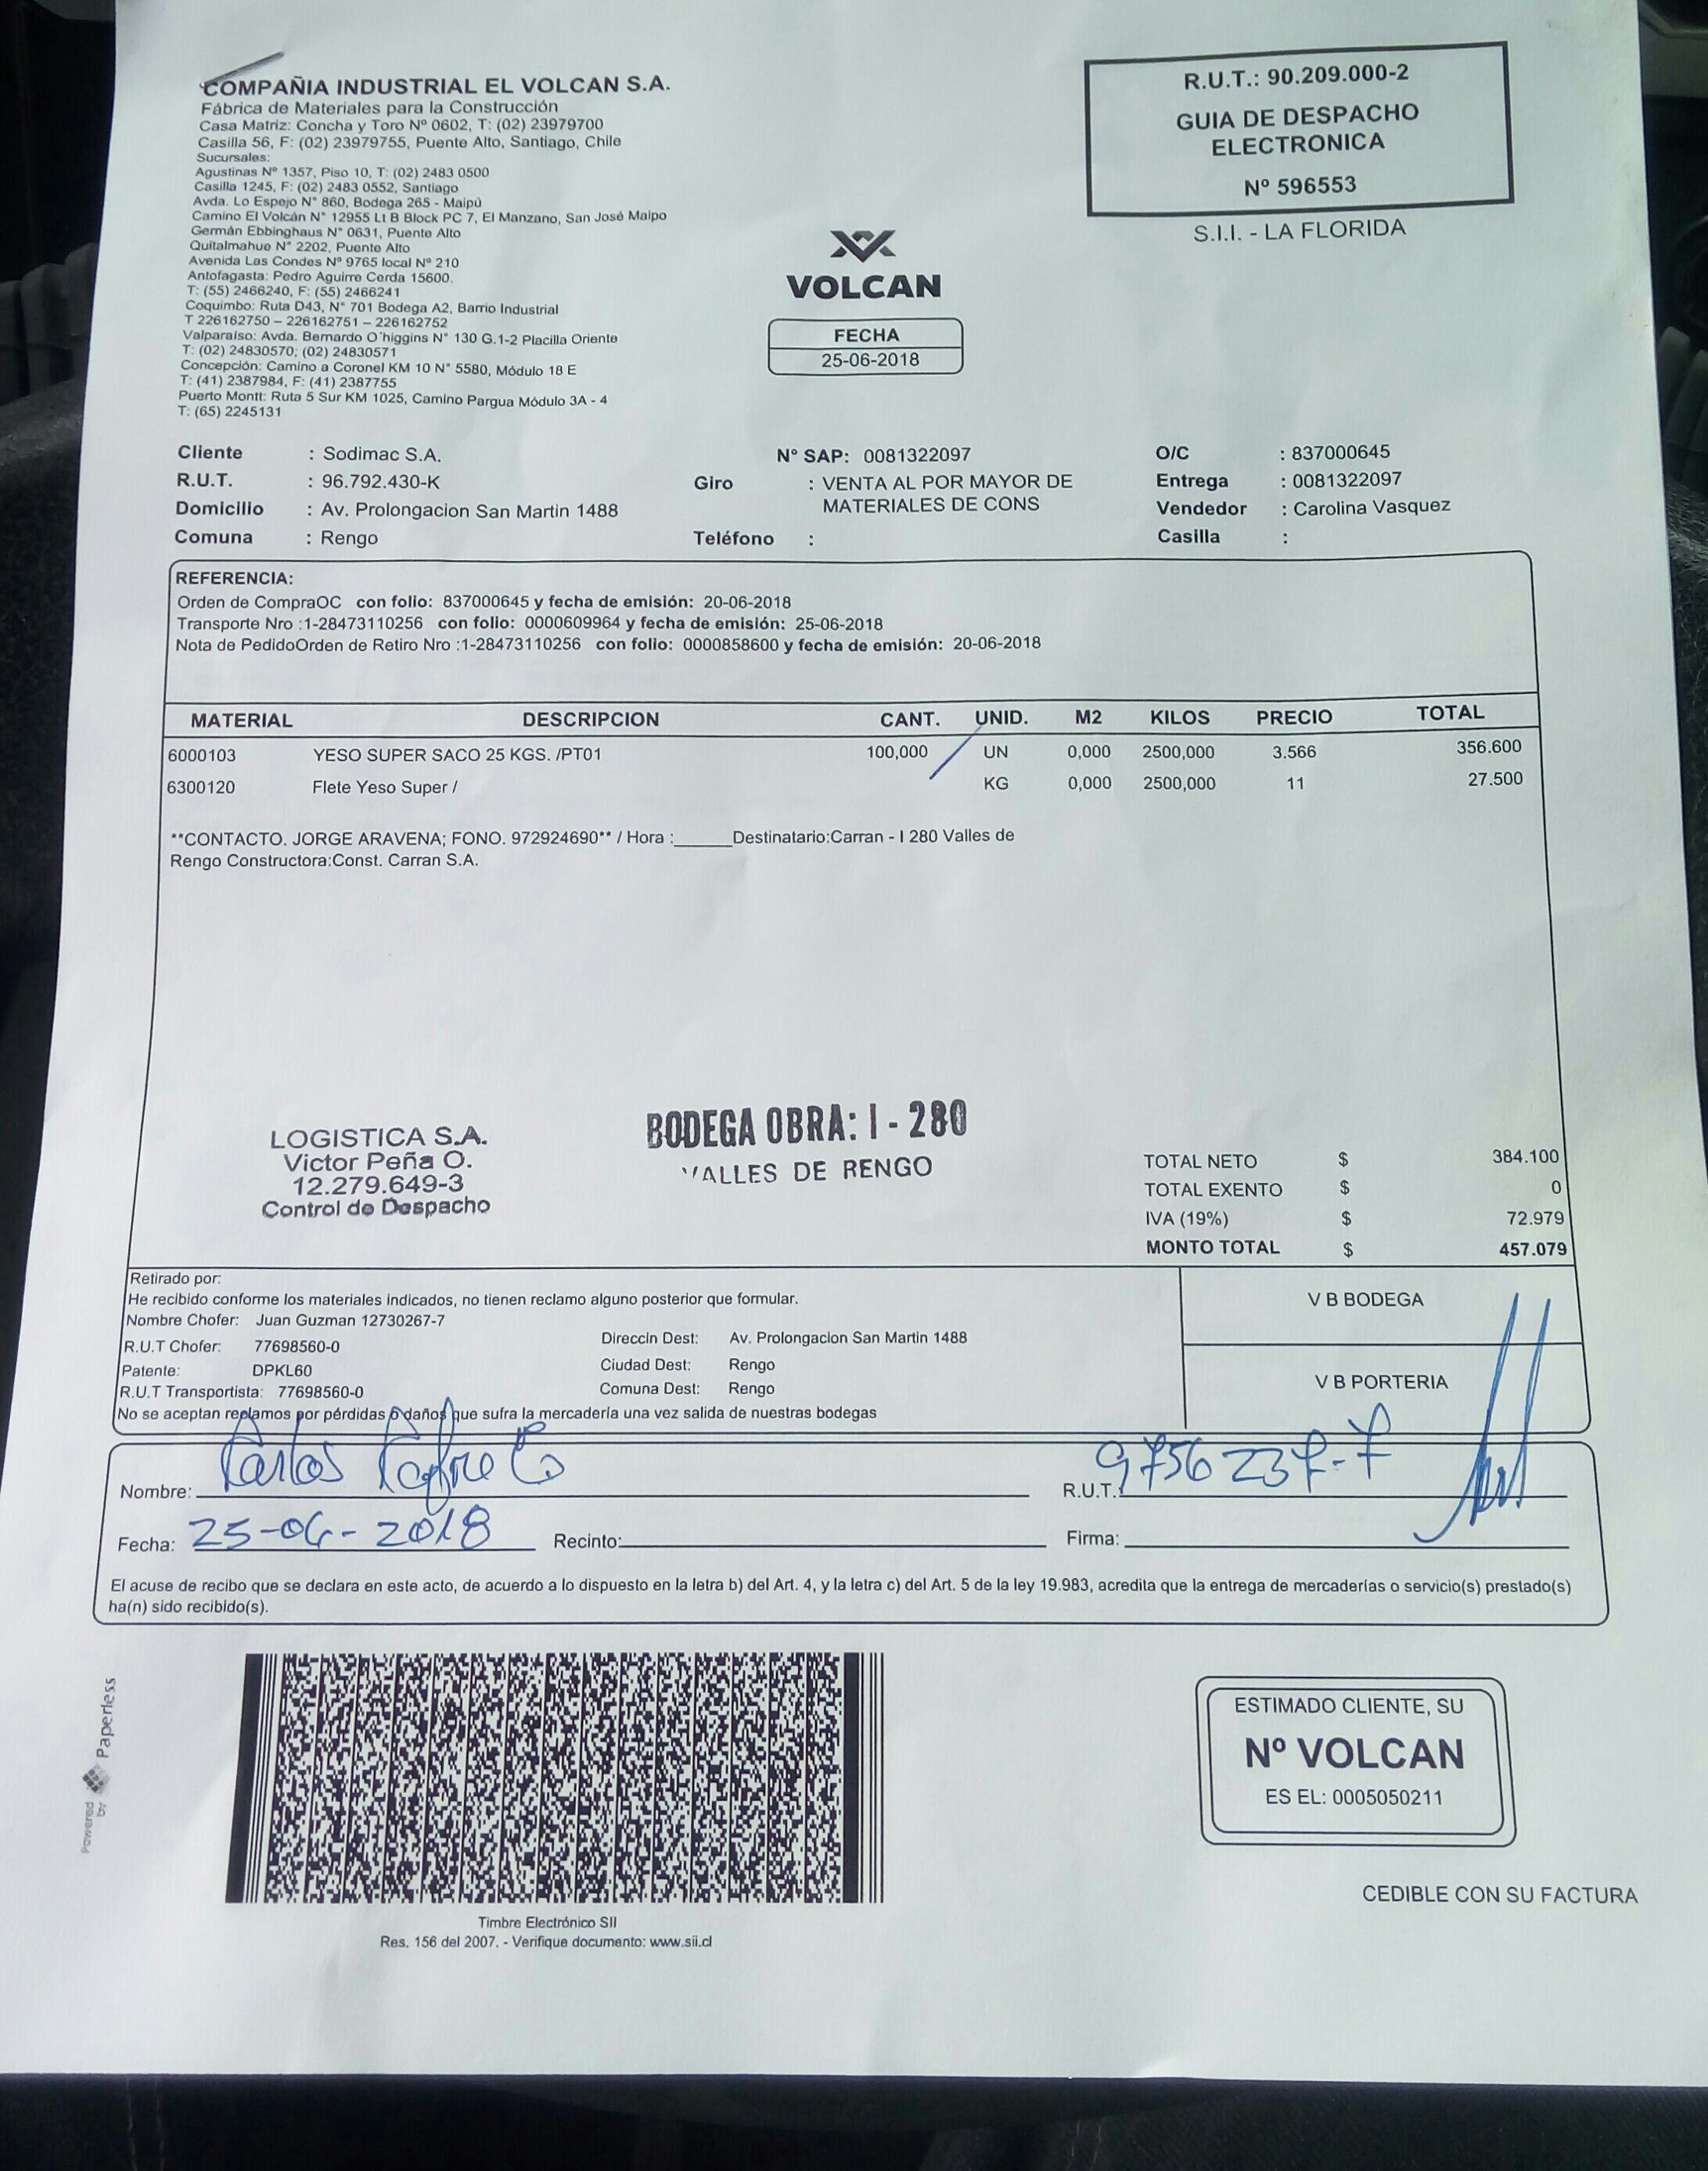 COMPAÑIA INDUSTRIAL EL VOLCAN S.A.
Fábrica de Materiales para la Construcción
Casa Matriz: Concha y Toro Nº 0602, T: (02) 23979700
Casilla 56, F: (02) 23979755, Puente Alto, Santiago, Chile
Sucursales:
Agustinas Nº 1357, Piso 10, T: (02) 2483 0500
Casilla 1245, F: (02) 2483 0552, Santiago
Avda. Lo Espejo N° 860, Bodega 265 - Maipú
Camino El Volcán N° 12955 Lt B Block PC 7, El Manzano, San José Maipo
Germán Ebbinghaus N° 0631, Puente Alto
Quitalmahue N° 2202, Puente Alto
Avenida Las Condes Nº 9765 local Nº 210
Antofagasta: Pedro Aguirre Cerda 15600.
T: (55) 2466240, F: (55) 2466241
Coquimbo: Ruta D43, N° 701 Bodega A2, Barrio Industrial
T 226162750 – 226162751 – 226162752
Valparaíso: Avda. Bernardo O´higgins N° 130 G.1-2 Placilla Oriente
T: (02) 24830570; (02) 24830571
Concepción: Camino a Coronel KM 10 N° 5580, Módulo 18 E
T: (41) 2387984, F: (41) 2387755
Puerto Montt: Ruta 5 Sur KM 1025, Camino Pargua Módulo 3A - 4
T: (65) 2245131
R.U.T.: 90.209.000-2
GUIA DE DESPACHO
ELECTRONICA
Nº 596553
S.I.I. - LA FLORIDA
VOLCAN
FECHA
25-06-2018
Cliente : Sodimac S.A. N° SAP: 0081322097 O/C : 837000645
R.U.T. : 96.792.430-K Giro : VENTA AL POR MAYOR DE Entrega : 0081322097
MATERIALES DE CONS
Domicilio : Av. Prolongacion San Martin 1488 Vendedor : Carolina Vasquez
Comuna : Rengo Teléfono : Casilla :
REFERENCIA:
Orden de CompraOC con folio: 837000645 y fecha de emisión: 20-06-2018
Transporte Nro :1-28473110256 con folio: 0000609964 y fecha de emisión: 25-06-2018
Nota de PedidoOrden de Retiro Nro :1-28473110256 con folio: 0000858600 y fecha de emisión: 20-06-2018
MATERIAL DESCRIPCION CANT. UNID. M2 KILOS PRECIO TOTAL
6000103 YESO SUPER SACO 25 KGS. /PT01 100,000 UN 0,000 2500,000 3.566 356.600
6300120 Flete Yeso Super / KG 0,000 2500,000 11 27.500
**CONTACTO. JORGE ARAVENA; FONO. 972924690** / Hora :______Destinatario:Carran - I 280 Valles de
Rengo Constructora:Const. Carran S.A.
LOGISTICA S.A.
Victor Peña O.
12.279.649-3
Control de Despacho
BODEGA OBRA: I - 280
VALLES DE RENGO
TOTAL NETO $ 384.100
TOTAL EXENTO $ 0
IVA (19%) $ 72.979
MONTO TOTAL $ 457.079
Retirado por:
He recibido conforme los materiales indicados, no tienen reclamo alguno posterior que formular.
Nombre Chofer: Juan Guzman 12730267-7
R.U.T Chofer: 77698560-0 Direccin Dest: Av. Prolongacion San Martin 1488
Patente: DPKL60 Ciudad Dest: Rengo
R.U.T Transportista: 77698560-0 Comuna Dest: Rengo
No se aceptan reclamos por pérdidas ó daños que sufra la mercadería una vez salida de nuestras bodegas
V B BODEGA
V B PORTERIA
Nombre: Carlos R.U.T.:
Fecha: 25-06-2018 Recinto: Firma:
El acuse de recibo que se declara en este acto, de acuerdo a lo dispuesto en la letra b) del Art. 4, y la letra c) del Art. 5 de la ley 19.983, acredita que la entrega de mercaderías o servicio(s) prestado(s)
ha(n) sido recibido(s).
Powered by Paperless
Timbre Electrónico SII
Res. 156 del 2007. - Verifique documento: www.sii.cl
ESTIMADO CLIENTE, SU
Nº VOLCAN
ES EL: 0005050211
CEDIBLE CON SU FACTURA